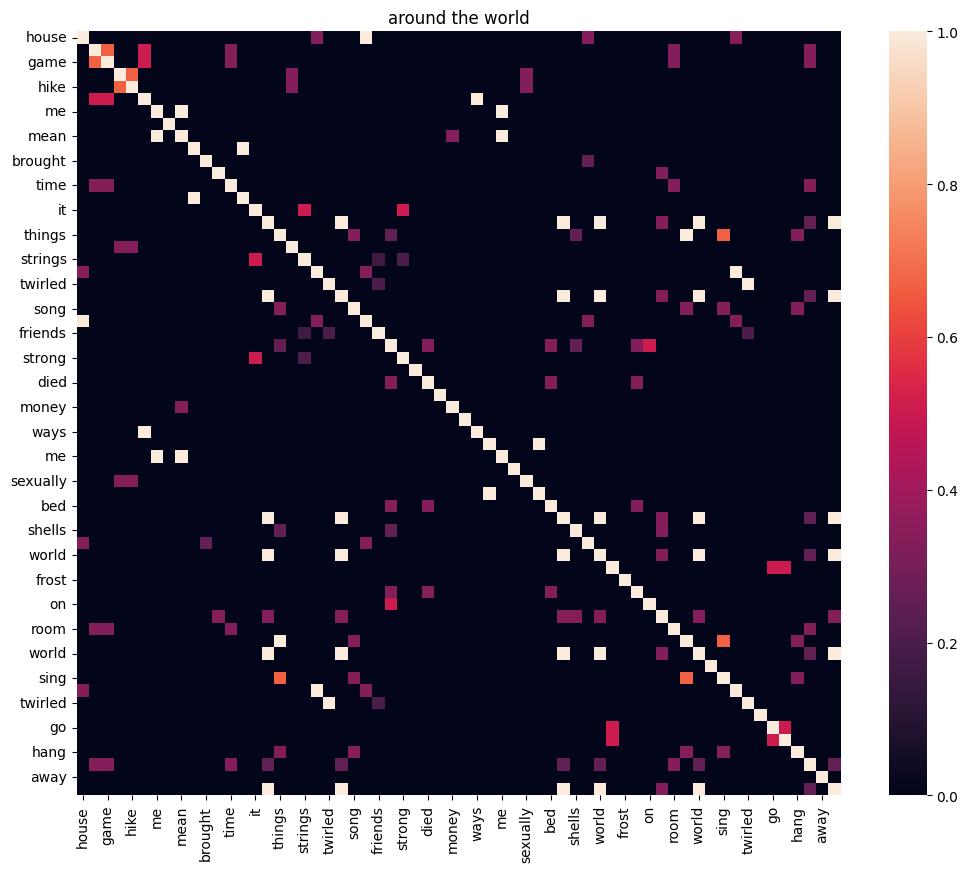 around the world
house
game
hike
me
mean
brought
time
it
things
strings
twirled
song
friends
strong
died
money
ways
me
sexually
bed
shells
world
frost
on
room
world
sing
twirled
go
hang
away
house
game
hike
me
mean
brought
time
it
things
strings
twirled
song
friends
strong
died
money
ways
me
sexually
bed
shells
world
frost
on
room
world
sing
twirled
go
hang
away
1.0
0.8
0.6
0.4
0.2
0.0